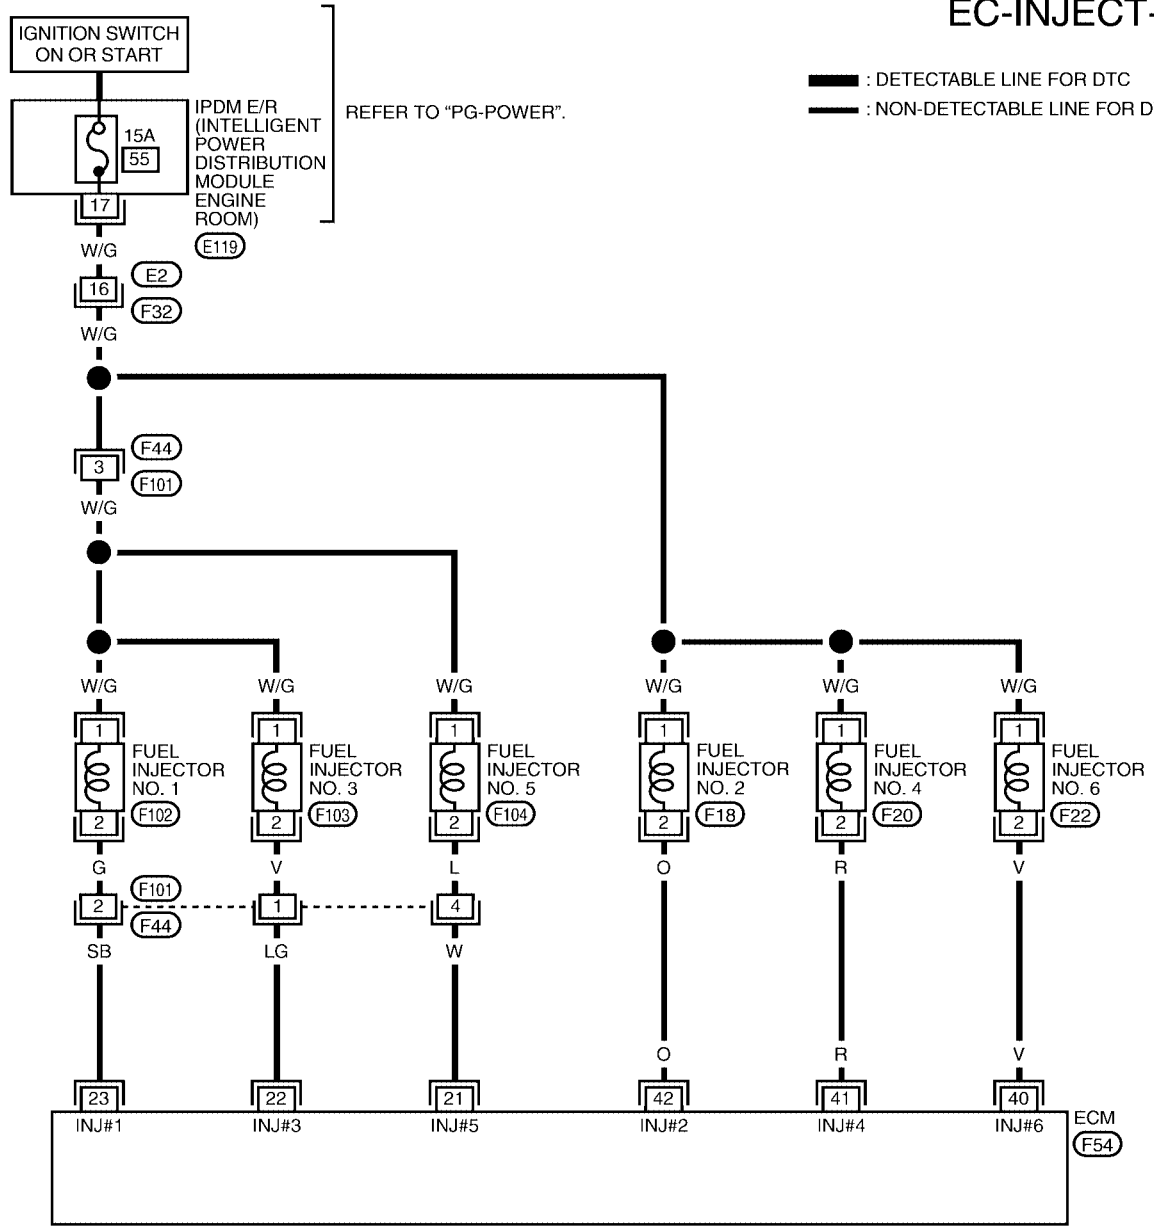 EC-INJECT-
IGNITION SWITCH
ON OR START
: DETECTABLE LINE FOR DTC
: NON-DETECTABLE LINE FOR D
IPDM E/R
(INTELLIGENT
POWER
DISTRIBUTION
MODULE
ENGINE
ROOM)
REFER TO “PG-POWER”.
15A
55
17
E119
W/G
E2
16
F32
W/G
F44
3
F101
W/G
W/G W/G W/G W/G W/G W/G
1 1 1 1 1 1
FUEL
INJECTOR
NO. 1
F102
FUEL
INJECTOR
NO. 3
F103
FUEL
INJECTOR
NO. 5
F104
FUEL
INJECTOR
NO. 2
F18
FUEL
INJECTOR
NO. 4
F20
FUEL
INJECTOR
NO. 6
F22
2 2 2 2 2 2
G V L O R V
F101
2 1 4
F44
SB LG W
O R V
23 22 21 42 41 40
INJ#1 INJ#3 INJ#5 INJ#2 INJ#4 INJ#6
ECM
F54